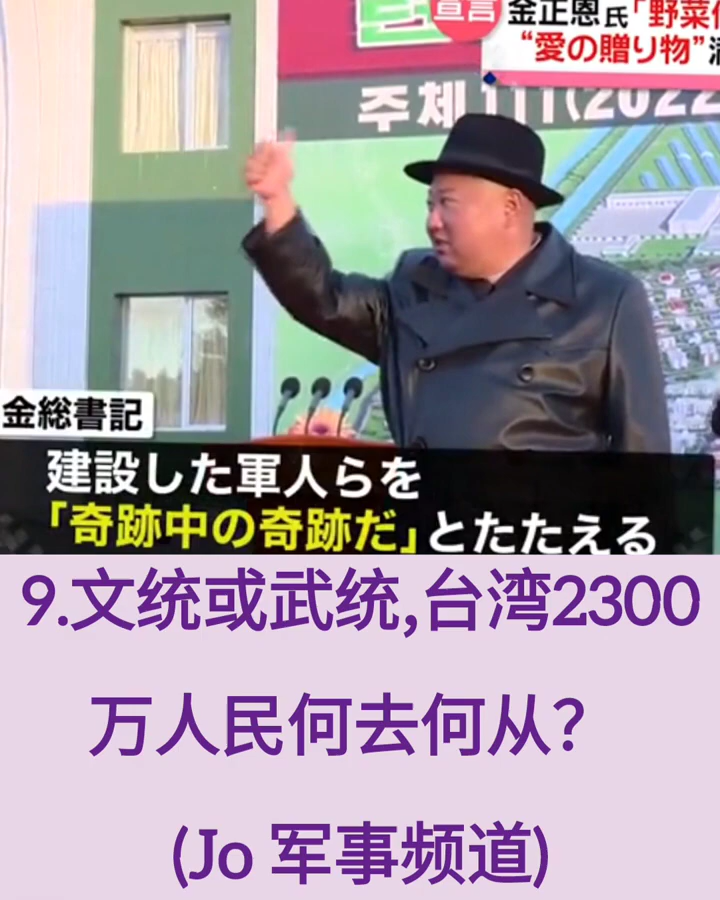 宣言
金正恩氏「野菜
“愛の贈り物”
주체111(2022
金総書記
建設した軍人らを
「奇跡中の奇跡だ」とたたえる
9.文统或武统,台湾2300
万人民何去何从?
(Jo 军事频道)